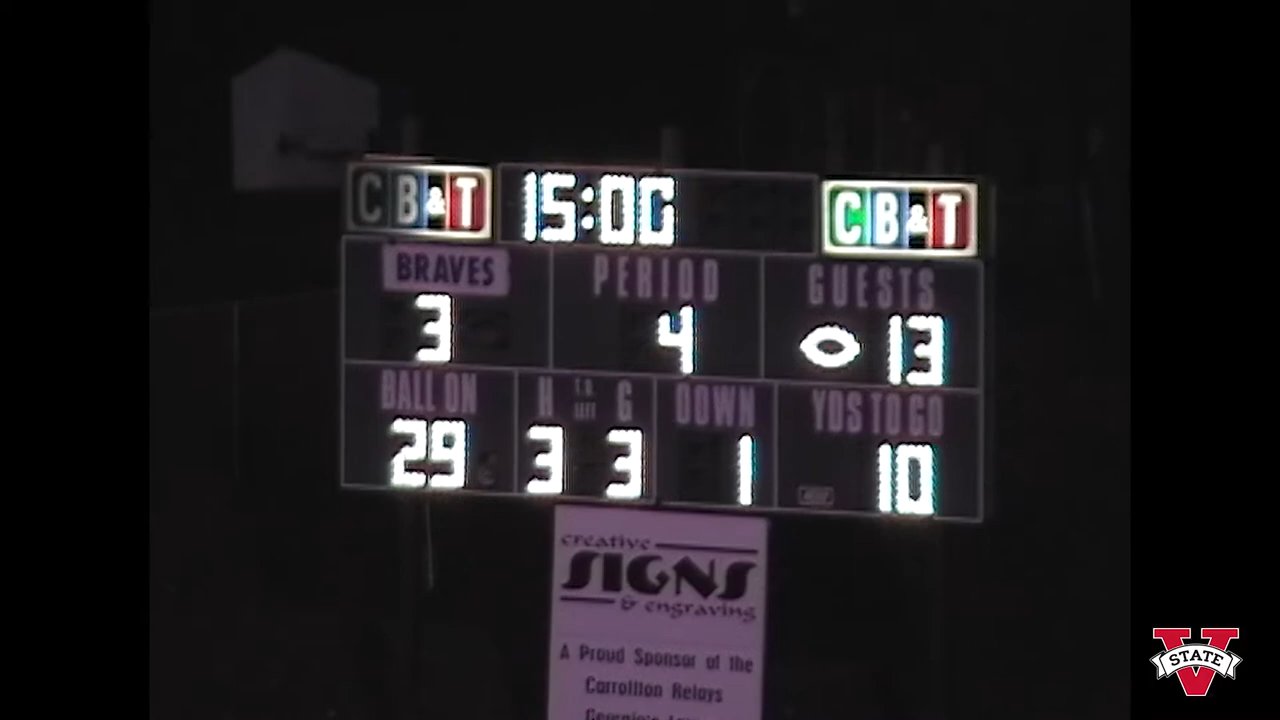 CB&T 15:00 CB&T
BRAVES PERIOD GUESTS
3 4 13
BALL ON H T.O. LEFT G DOWN YDS TO GO
29 3 3 1 10
creative
SIGNS
& engraving
A Proud Sponsor of the
Carrollton Relays
V STATE